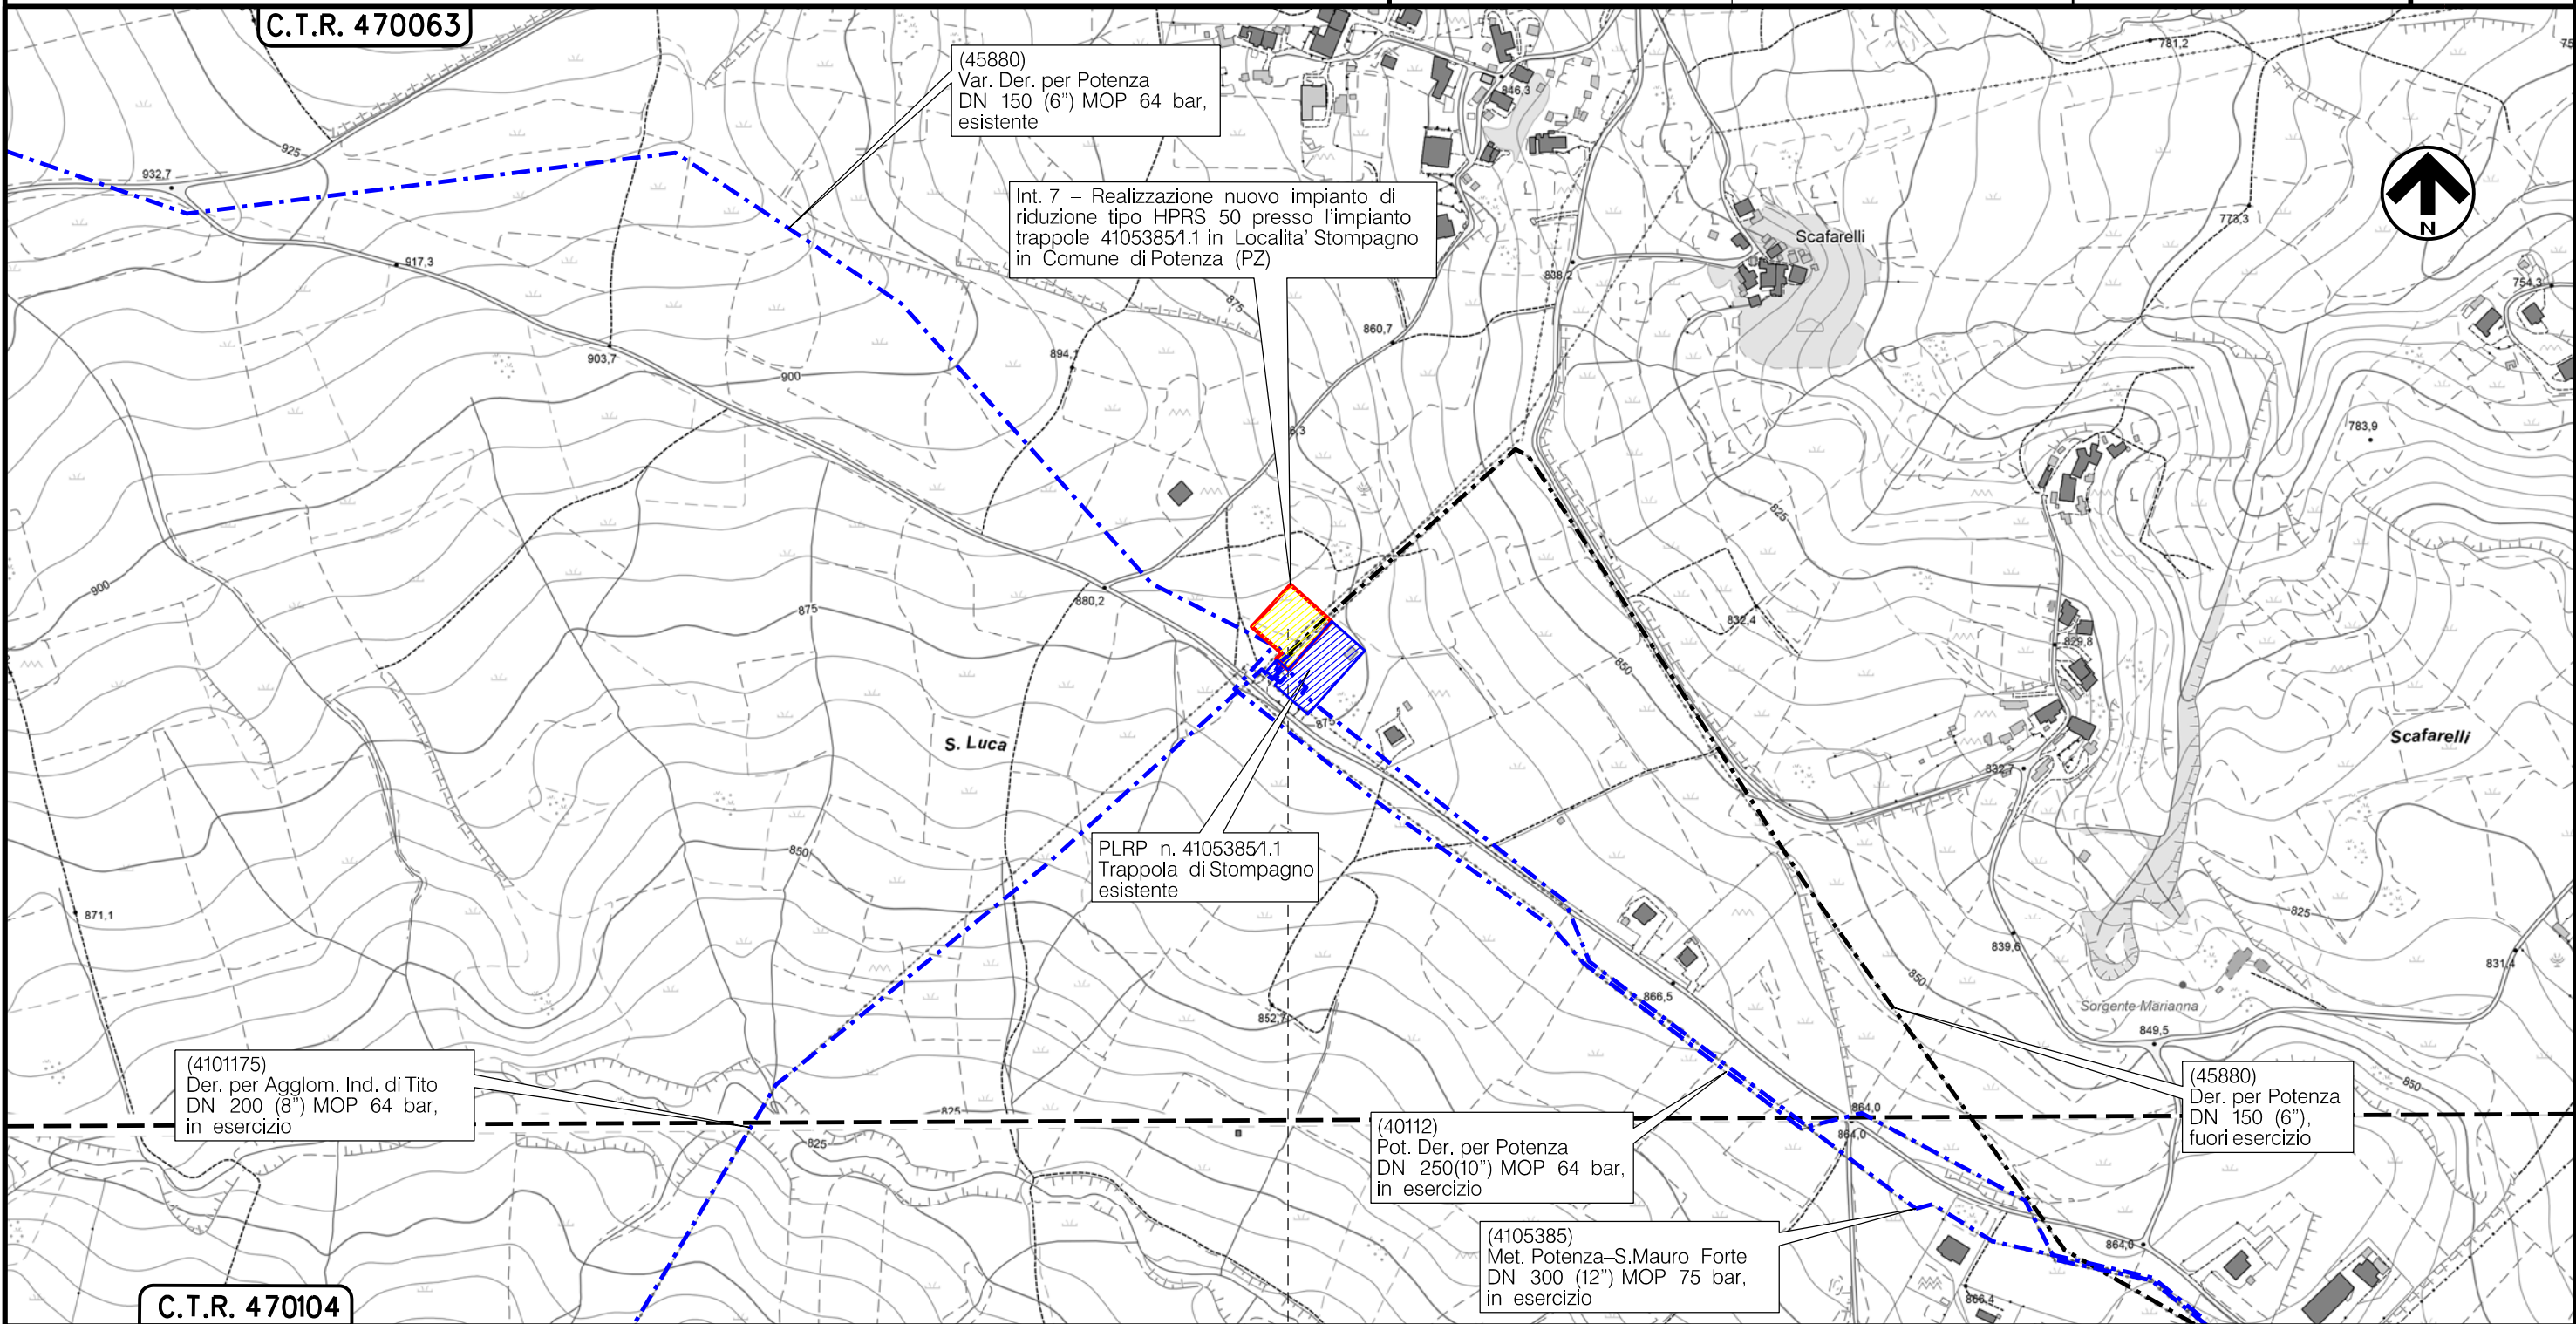 C.T.R. 470063
(45880)
Var. Der. per Potenza
DN 150 (6") MOP 64 bar,
esistente
Int. 7 – Realizzazione nuovo impianto di
riduzione tipo HPRS 50 presso l'impianto
trappole 4105385/1.1 in Localita' Stompagno
in Comune di Potenza (PZ)
781,2
846,3
925
932,7
917,3
773,3
N
Scafarelli
838,2
754,3
875
860,7
894,1
903,7
900
783,9
825
900
880,2
875
832,4
829,8
850
875
S. Luca
Scafarelli
832,7
850
PLRP n. 4105385/1.1
Trappola di Stompagno
esistente
871,1
825
839,6
831,4
850
866,5
852,7
Sorgente Marianna
849,5
(4101175)
Der. per Agglom. Ind. di Tito
DN 200 (8") MOP 64 bar,
in esercizio
(45880)
Der. per Potenza
DN 150 (6"),
fuori esercizio
850
825
864,0
864,0
825
(40112)
Pot. Der. per Potenza
DN 250(10") MOP 64 bar,
in esercizio
(4105385)
Met. Potenza–S.Mauro Forte
DN 300 (12") MOP 75 bar,
in esercizio
864,0
866,4
C.T.R. 470104